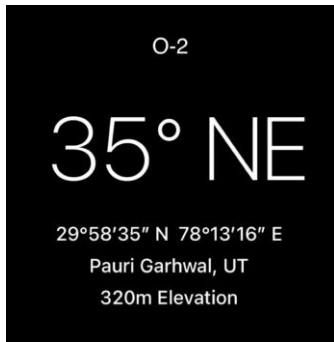 O-2
35° NE
29°58'35" N 78°13'16" E
Pauri Garhwal, UT
320m Elevation